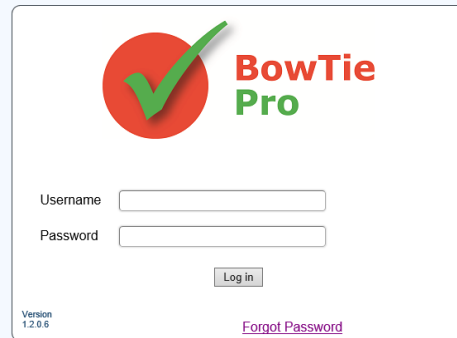 BowTie
Pro
Username
Password
Log in
Version
1.2.0.6
Forgot Password